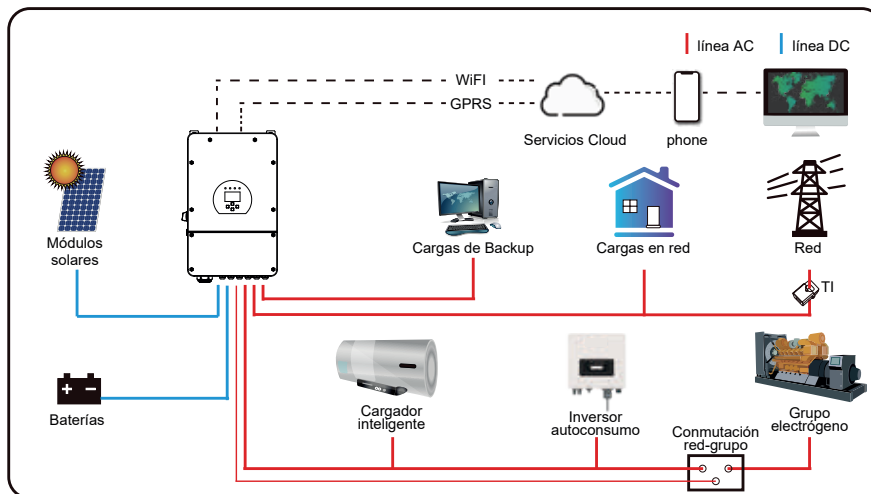 línea AC
línea DC
WiFI
GPRS
Servicios Cloud
phone
Módulos
solares
Cargas de Backup
Cargas en red
Red
TI
Baterías
Cargador
inteligente
Inversor
autoconsumo
Grupo
electrógeno
Conmutación
red-grupo